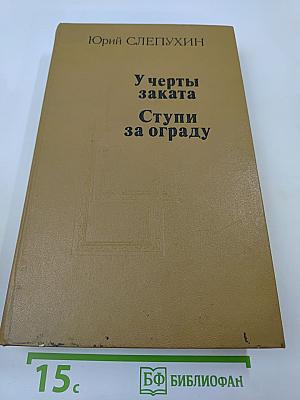 Юрий СЛЕПУХИН
У черты
заката
Ступи
за ограду
15с
БФ БИБЛИОФАН